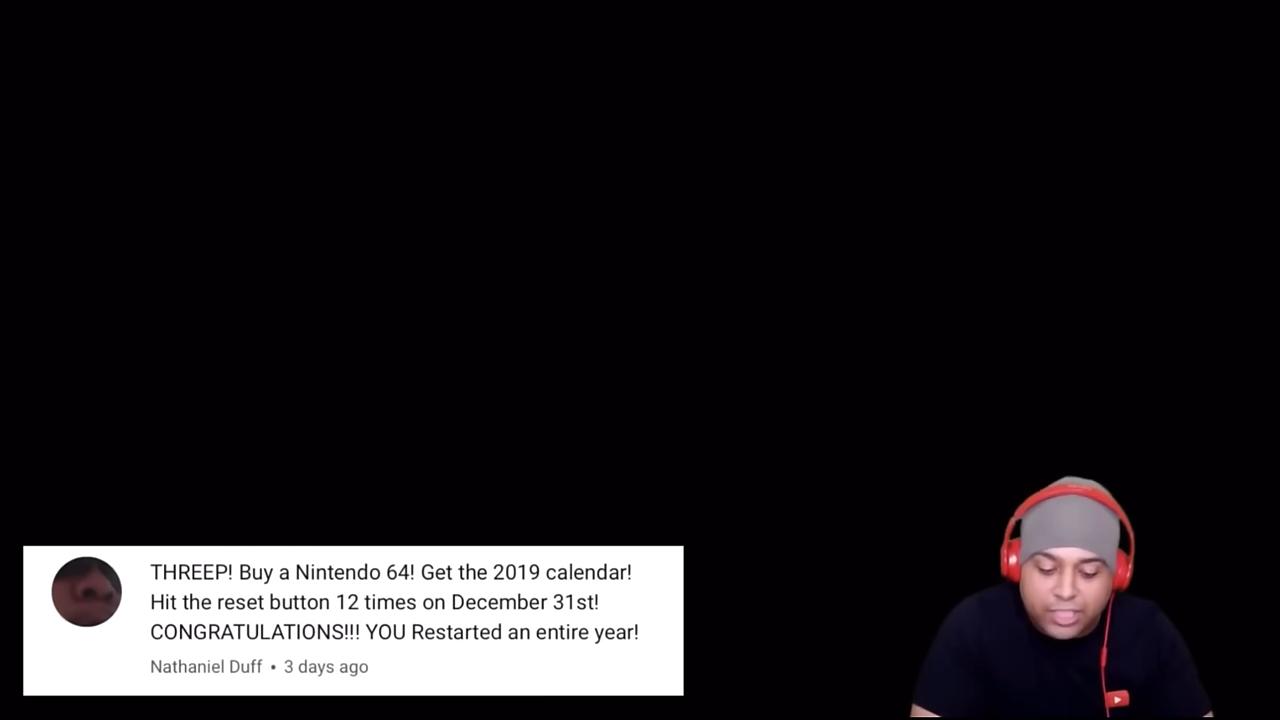 THREEP! Buy a Nintendo 64! Get the 2019 calendar!
Hit the reset button 12 times on December 31st!
CONGRATULATIONS!!! YOU Restarted an entire year!
Nathaniel Duff • 3 days ago